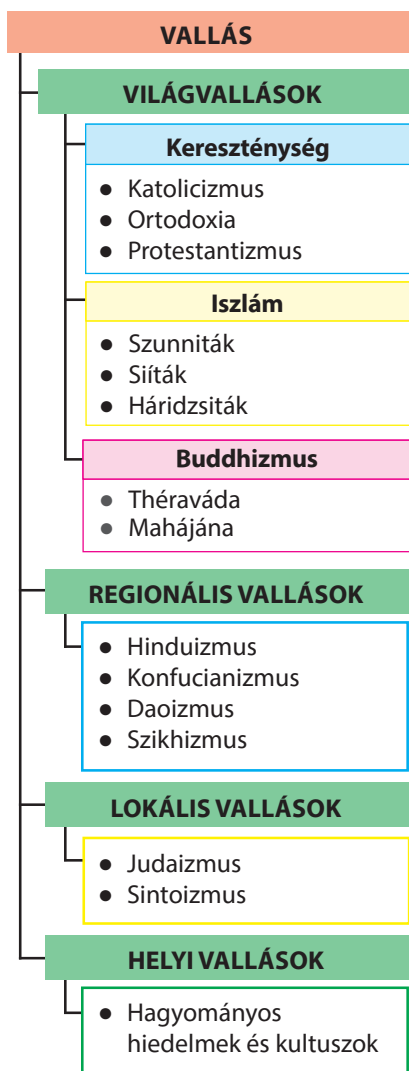 VALLÁS
VILÁGVALLÁSOK
Kereszténység
● Katolicizmus
● Ortodoxia
● Protestantizmus
Iszlám
● Szunniták
● Siíták
● Háridzsiták
Buddhizmus
● Théraváda
● Mahájána
REGIONÁLIS VALLÁSOK
● Hinduizmus
● Konfucianizmus
● Daoizmus
● Szikhizmus
LOKÁLIS VALLÁSOK
● Judaizmus
● Sintoizmus
HELYI VALLÁSOK
● Hagyományos
hiedelmek és kultuszok